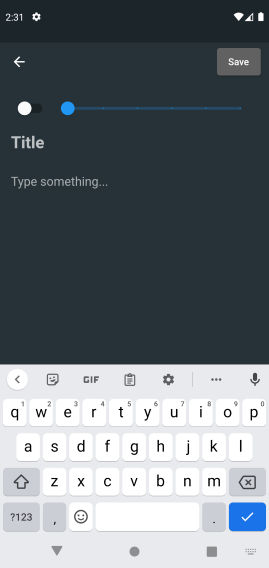 2:31
Save
Title
Type something...
GIF
q1 w2 e3 r4 t5 y6 u7 i8 o9 p0
a s d f g h j k l
z x c v b n m
?123 , .